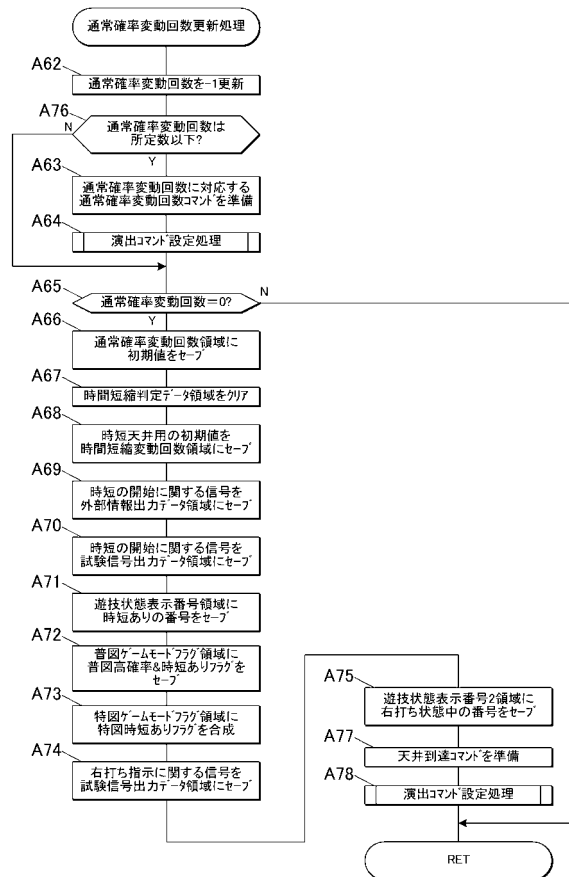 通常確率変動回数更新処理
A62
通常確率変動回数を-1更新
A76
N
通常確率変動回数は
所定数以下?
Y
A63
通常確率変動回数に対応する
通常確率変動回数コマンドを準備
A64
演出コマンド設定処理
A65
通常確率変動回数=0?
N
Y
A66
通常確率変動回数領域に
初期値をセーブ
A67
時間短縮判定データ領域をクリア
A68
時短天井用の初期値を
時間短縮変動回数領域にセーブ
A69
時短の開始に関する信号を
外部情報出力データ領域にセーブ
A70
時短の開始に関する信号を
試験信号出力データ領域にセーブ
A71
遊技状態表示番号領域に
時短ありの番号をセーブ
A72
普図ゲームモードフラグ領域に
普図高確率&時短ありフラグを
セーブ
A73
特図ゲームモードフラグ領域に
特図時短ありフラグを合成
A74
右打ち指示に関する信号を
試験信号出力データ領域にセーブ
A75
遊技状態表示番号2領域に
右打ち状態中の番号をセーブ
A77
天井到達コマンドを準備
A78
演出コマンド設定処理
RET